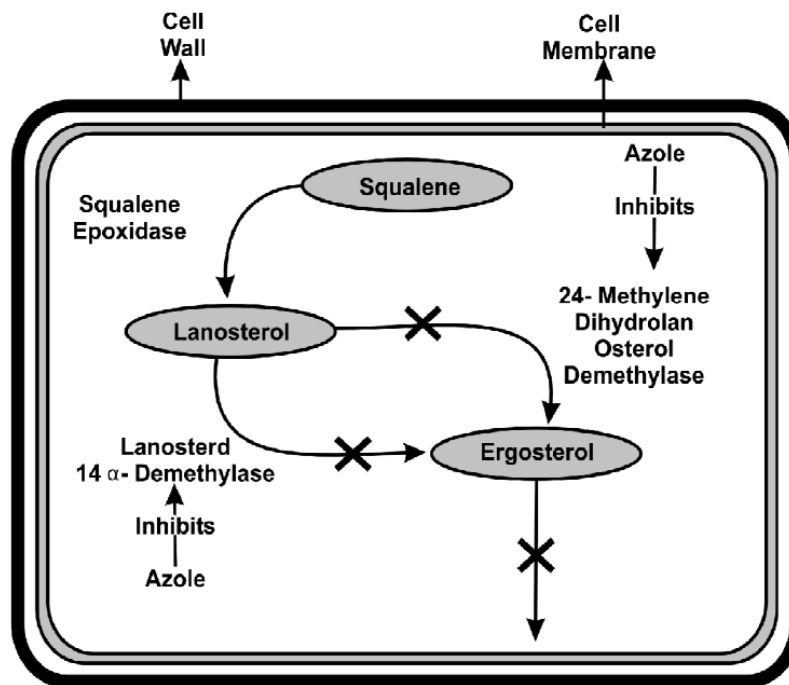 Cell
Wall
Cell
Membrane
Azole
Inhibits
24- Methylene
Dihydrolan
Osterol
Demethylase
Squalene
Squalene
Epoxidase
Lanosterol
Ergosterol
Lanosterd
14 α- Demethylase
Inhibits
Azole